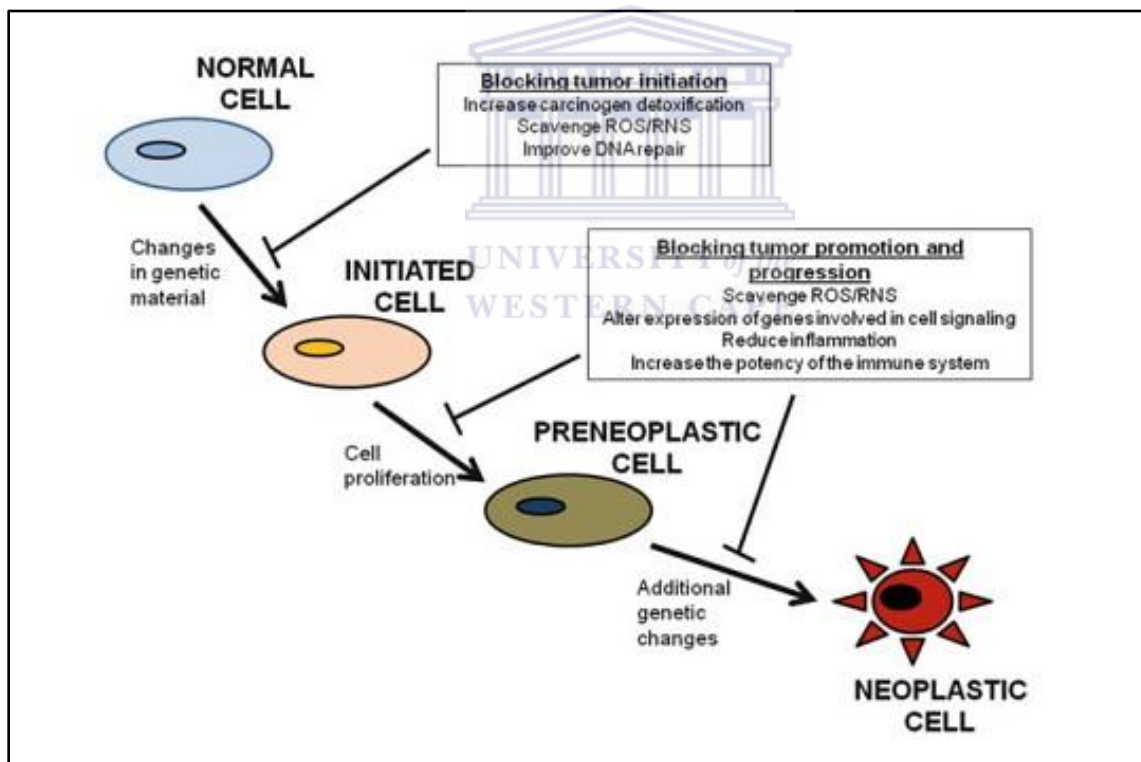 NORMAL
CELL
Blocking tumor initiation
Increase carcinogen detoxification
Scavenge ROS/RNS
Improve DNA repair
Changes
in genetic
material
INITIATED
CELL
UNIVERSITY of the
WESTERN CAPE
Blocking tumor promotion and
progression
Scavenge ROS/RNS
Alter expression of genes involved in cell signaling
Reduce inflammation
Increase the potency of the immune system
Cell
proliferation
PRENEOPLASTIC
CELL
Additional
genetic
changes
NEOPLASTIC
CELL